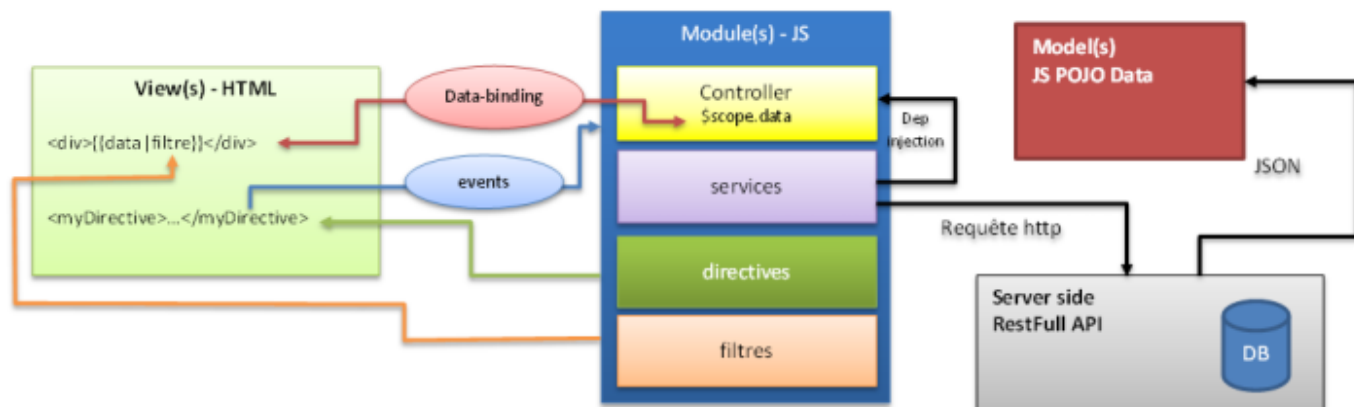 View(s) - HTML
<div>{{data|filtre}}</div>
<myDirective>...</myDirective>
Data-binding
events
Module(s) - JS
Controller
$scope.data
services
directives
filtres
Dep
injection
Requête http
Model(s)
JS POJO Data
JSON
Server side
RestFull API
DB